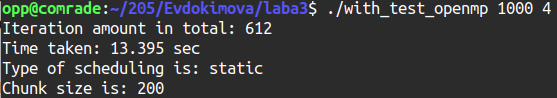 opp@comrade:~/205/Evdokimova/laba3$ ./with_test_openmp 1000 4
Iteration amount in total: 612
Time taken: 13.395 sec
Type of scheduling is: static
Chunk size is: 200